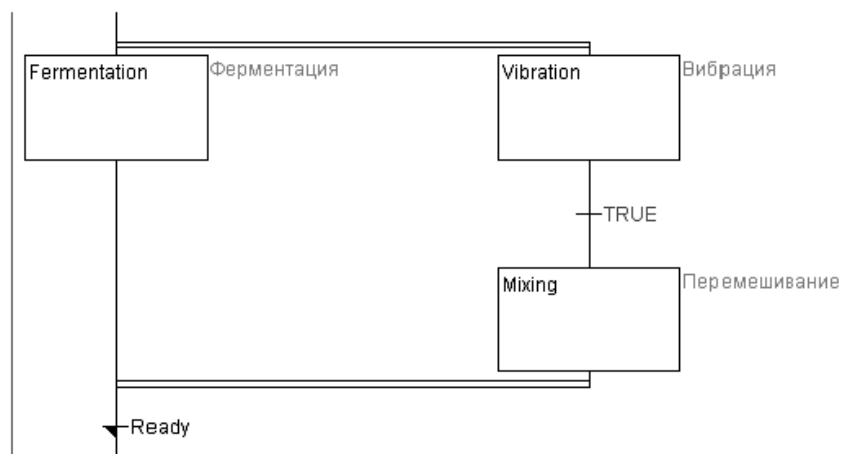 Fermentation
Ферментация
Vibration
Вибрация
TRUE
Mixing
Перемешивание
Ready